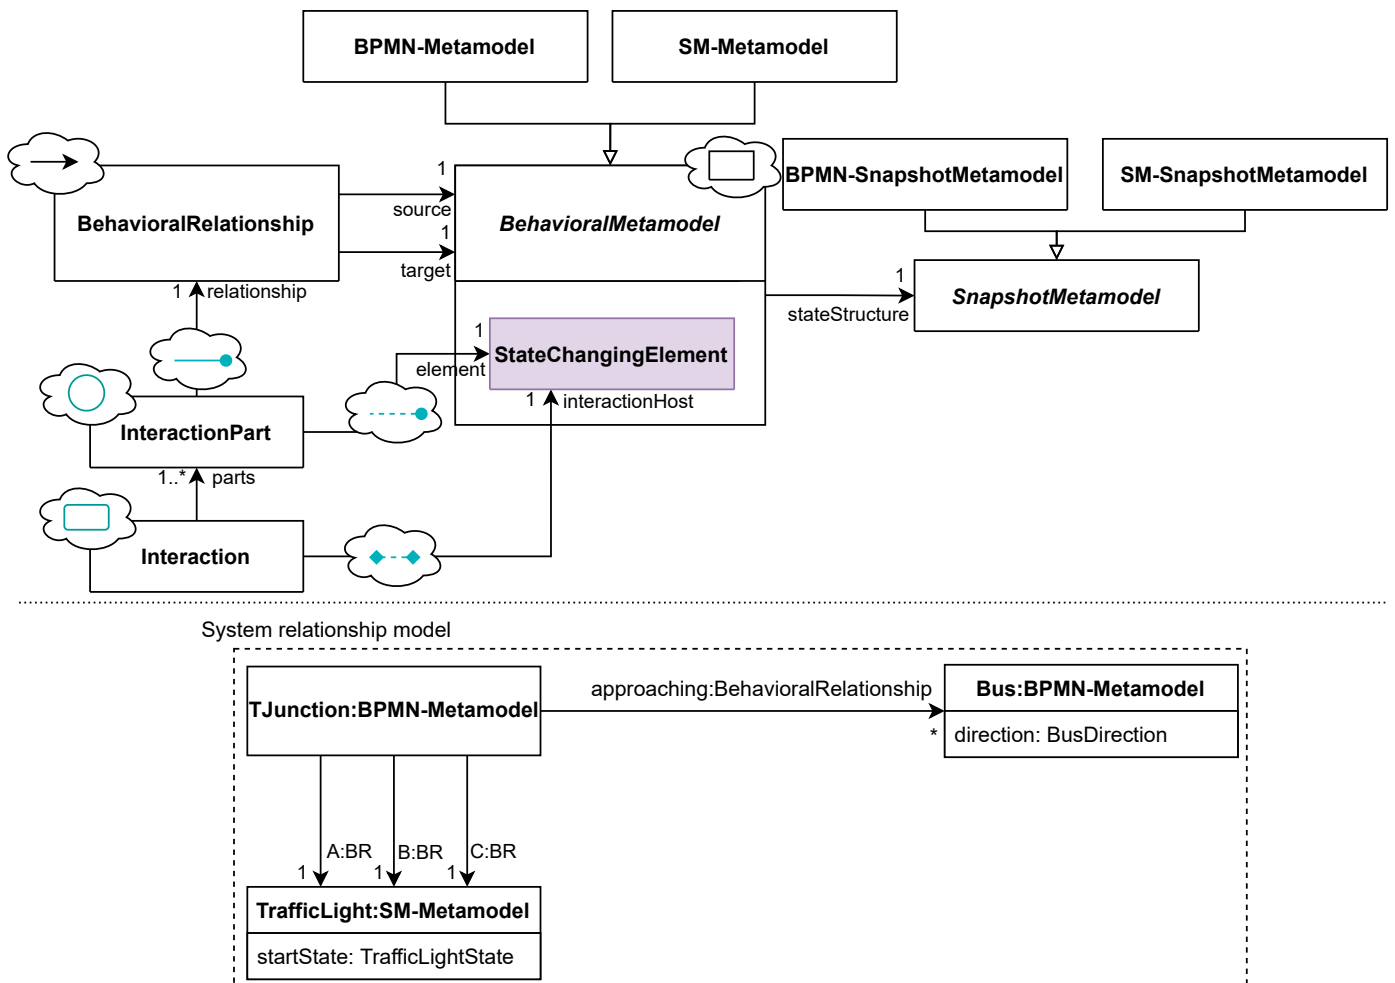 BPMN-Metamodel
SM-Metamodel
BPMN-SnapshotMetamodel
SM-SnapshotMetamodel
BehavioralRelationship
1
source
1
target
BehavioralMetamodel
1
stateStructure
SnapshotMetamodel
1 relationship
1
element
StateChangingElement
1 interactionHost
InteractionPart
1..* parts
Interaction
System relationship model
TJunction:BPMN-Metamodel
approaching:BehavioralRelationship
*
Bus:BPMN-Metamodel
direction: BusDirection
A:BR
B:BR
C:BR
1
1
1
TrafficLight:SM-Metamodel
startState: TrafficLightState